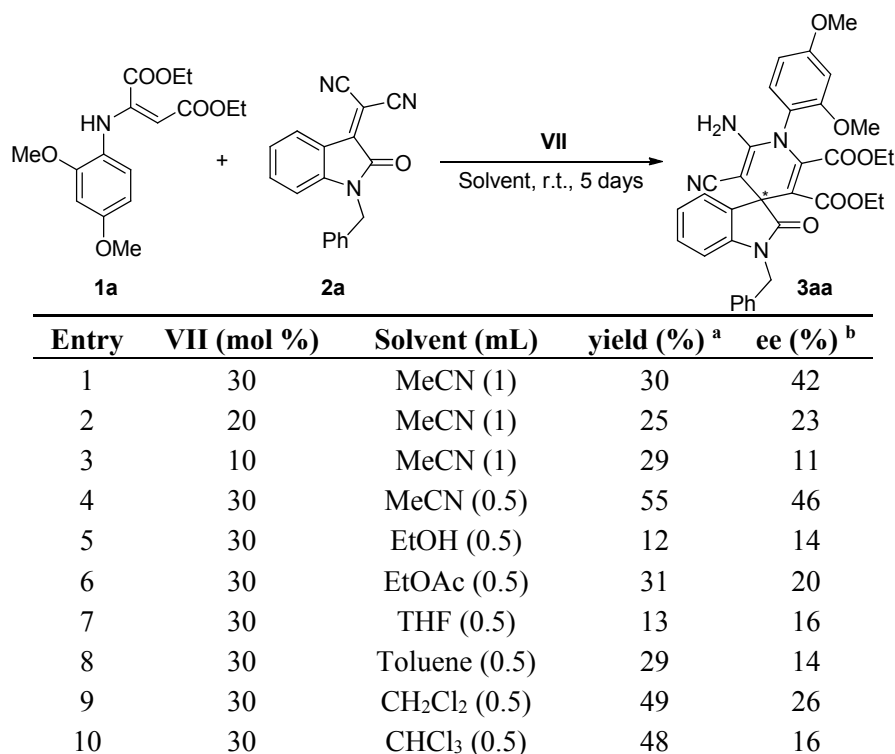 COOEt
COOEt
HN
MeO
OMe
1a
+
NC
CN
O
N
Ph
2a
VII
Solvent, r.t., 5 days
OMe
H₂N
N
OMe
NC
COOEt
COOEt
*
O
N
Ph
3aa
Entry VII (mol %) Solvent (mL) yield (%) ᵃ ee (%) ᵇ
1 30 MeCN (1) 30 42
2 20 MeCN (1) 25 23
3 10 MeCN (1) 29 11
4 30 MeCN (0.5) 55 46
5 30 EtOH (0.5) 12 14
6 30 EtOAc (0.5) 31 20
7 30 THF (0.5) 13 16
8 30 Toluene (0.5) 29 14
9 30 CH₂Cl₂ (0.5) 49 26
10 30 CHCl₃ (0.5) 48 16